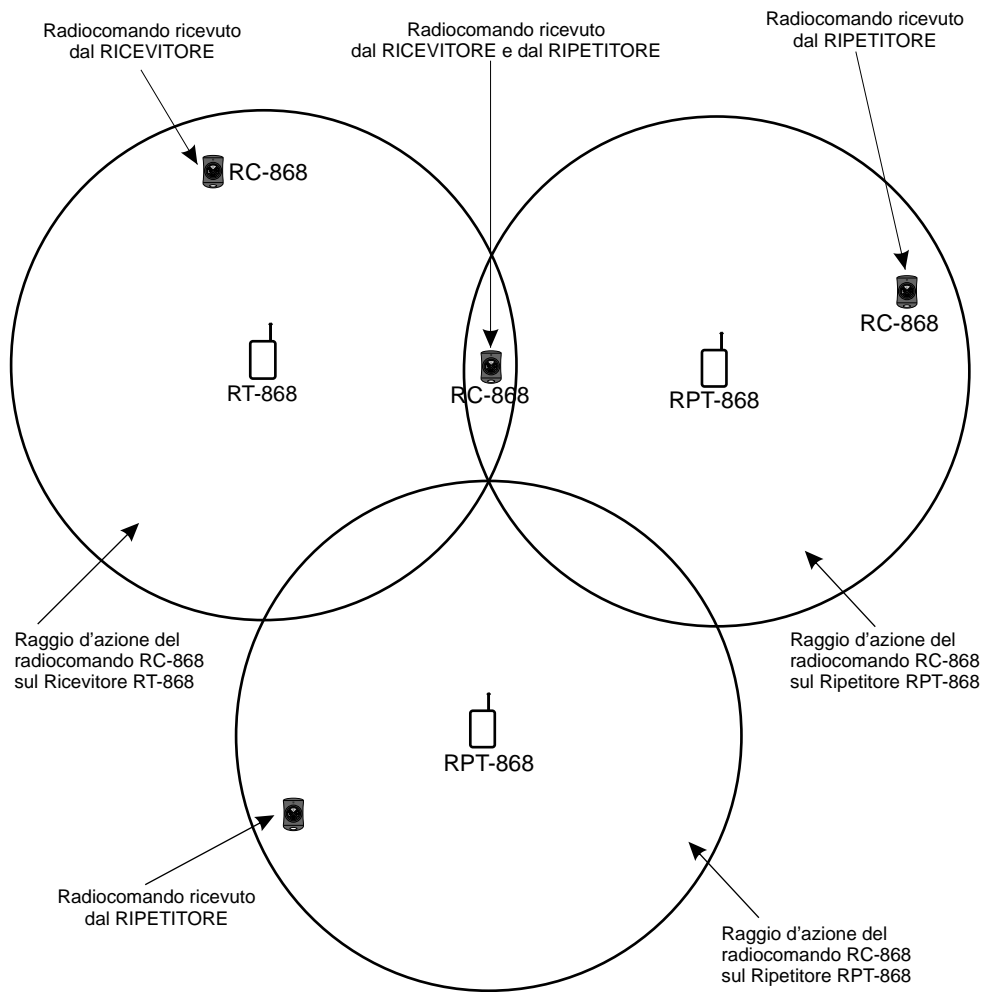 Radiocomando ricevuto
dal RICEVITORE
Radiocomando ricevuto
dal RICEVITORE e dal RIPETITORE
Radiocomando ricevuto
dal RIPETITORE
RC-868
RC-868
RT-868
RC-868
RPT-868
Raggio d'azione del
radiocomando RC-868
sul Ricevitore RT-868
Raggio d'azione del
radiocomando RC-868
sul Ripetitore RPT-868
RPT-868
Radiocomando ricevuto
dal RIPETITORE
Raggio d'azione del
radiocomando RC-868
sul Ripetitore RPT-868